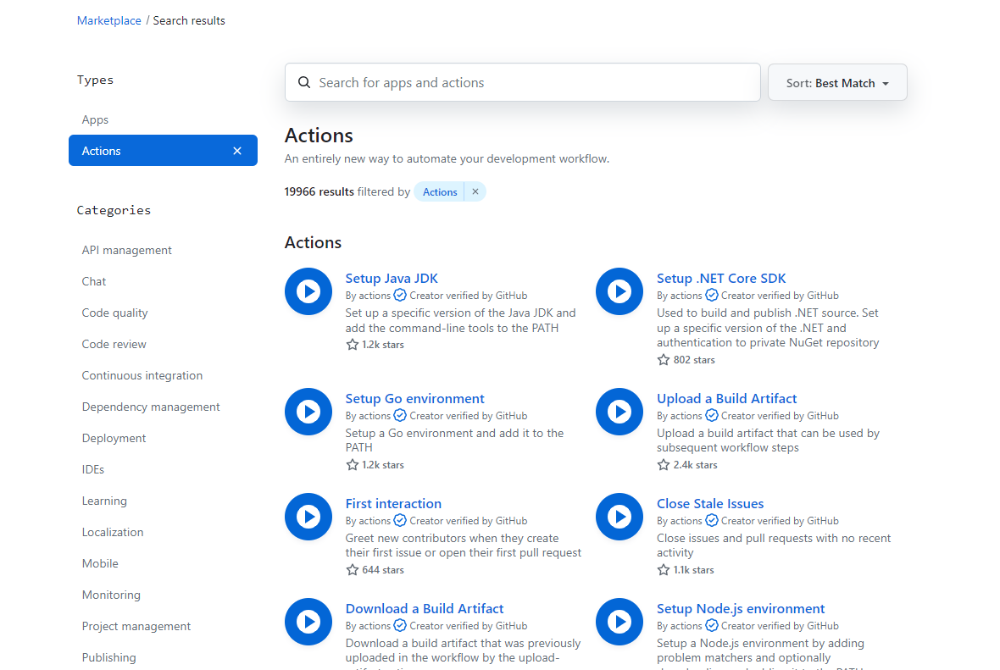 Marketplace / Search results
Types
Apps
Actions
Categories
API management
Chat
Code quality
Code review
Continuous integration
Dependency management
Deployment
IDEs
Learning
Localization
Mobile
Monitoring
Project management
Publishing
Search for apps and actions
Sort: Best Match
Actions
An entirely new way to automate your development workflow.
19966 results filtered by Actions
Actions
Setup Java JDK
By actions Creator verified by GitHub
Set up a specific version of the Java JDK and
add the command-line tools to the PATH
1.2k stars
Setup .NET Core SDK
By actions Creator verified by GitHub
Used to build and publish .NET source. Set
up a specific version of the .NET and
authentication to private NuGet repository
802 stars
Setup Go environment
By actions Creator verified by GitHub
Setup a Go environment and add it to the
PATH
1.2k stars
Upload a Build Artifact
By actions Creator verified by GitHub
Upload a build artifact that can be used by
subsequent workflow steps
2.4k stars
First interaction
By actions Creator verified by GitHub
Greet new contributors when they create
their first issue or open their first pull request
644 stars
Close Stale Issues
By actions Creator verified by GitHub
Close issues and pull requests with no recent
activity
1.1k stars
Download a Build Artifact
By actions Creator verified by GitHub
Download a build artifact that was previously
uploaded in the workflow by the upload-
Setup Node.js environment
By actions Creator verified by GitHub
Setup a Node.js environment by adding
problem matchers and optionally